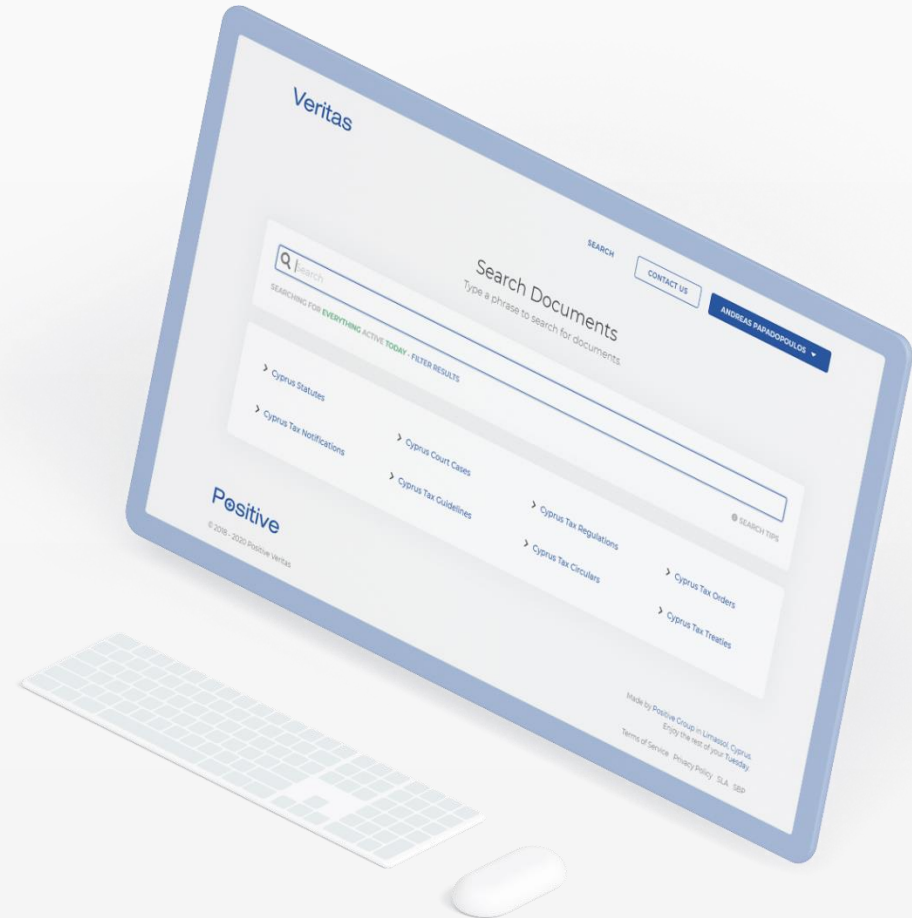 Veritas
SEARCH
CONTACT US
ANDREAS PAPADOPOULOS
Search Documents
Type a phrase to search for documents.
Search
SEARCHING FOR EVERYTHING ACTIVE TODAY - FILTER RESULTS
SEARCH TIPS
Cyprus Statutes
Cyprus Court Cases
Cyprus Tax Regulations
Cyprus Tax Orders
Cyprus Tax Notifications
Cyprus Tax Guidelines
Cyprus Tax Circulars
Cyprus Tax Treaties
Positive
© 2018 - 2020 Positive Veritas
Made by Positive Group in Limassol, Cyprus.
Enjoy the rest of your Tuesday.
Terms of Service Privacy Policy SLA SBP